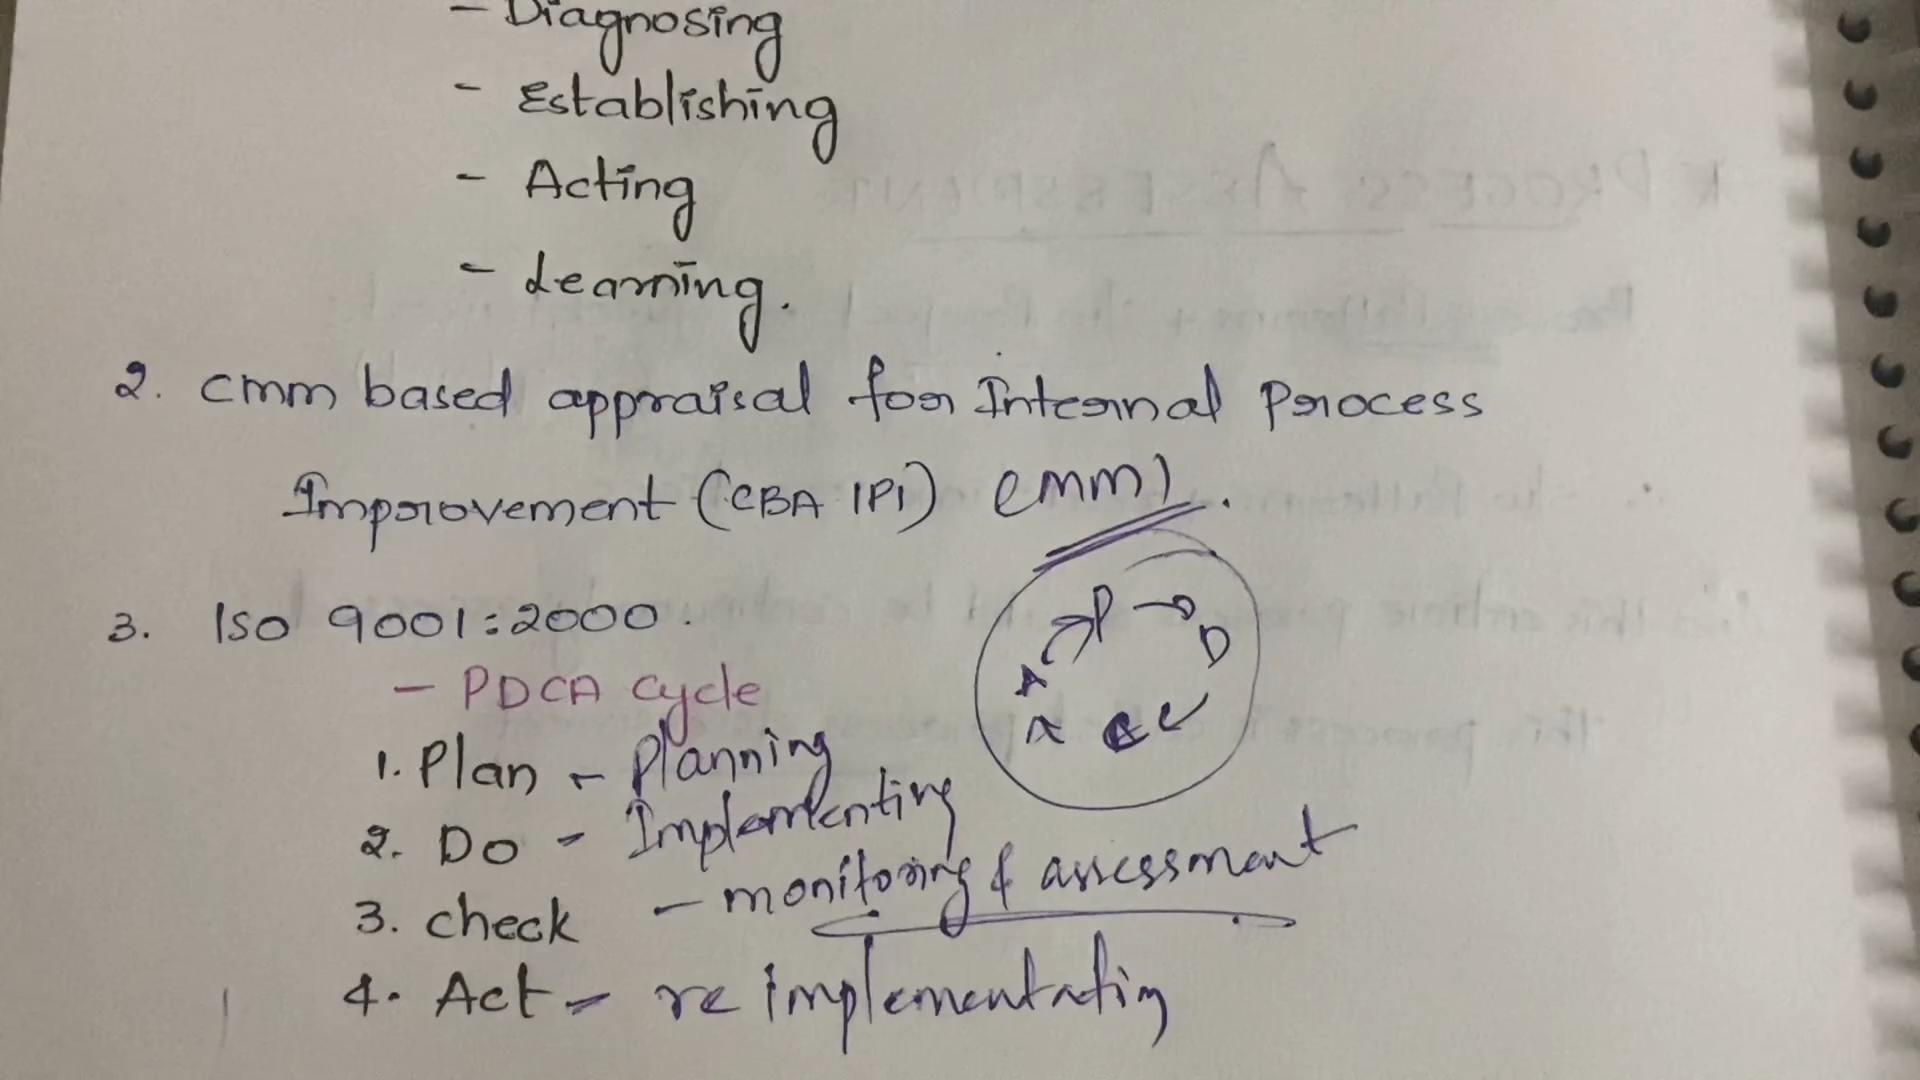 - Diagnosing
- Establishing
- Acting
- Learning.
2. CMM based appraisal for Internal Process
Improvement (CBA IPI) CMM).
3. ISO 9001:2000.
- PDCA cycle
1. Plan - Planning
2. Do - Implementing
3. check - monitoring & assessment
4. Act - re implementating
P
D
A
A C C